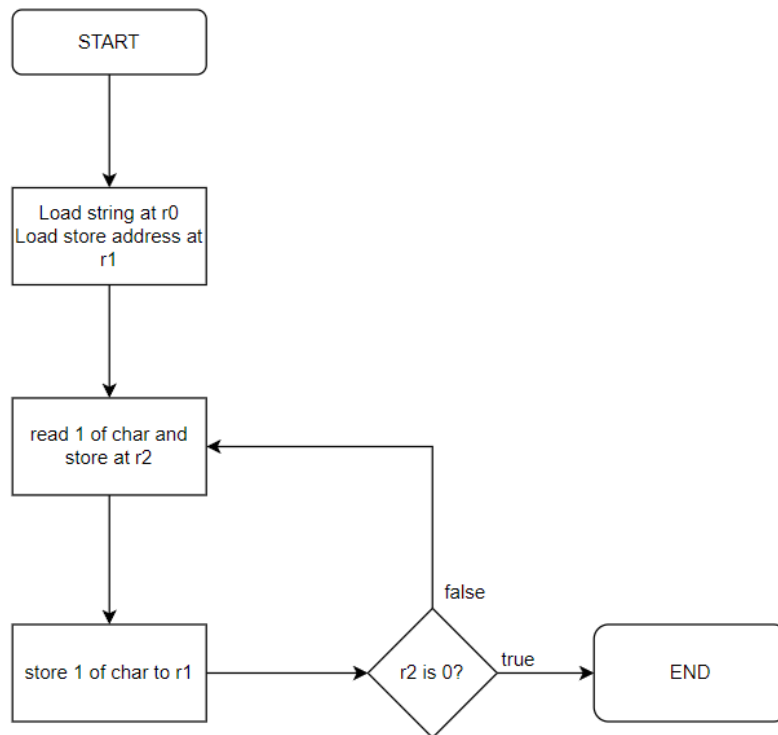 START
Load string at r0
Load store address at
r1
read 1 of char and
store at r2
false
store 1 of char to r1
r2 is 0?
true
END